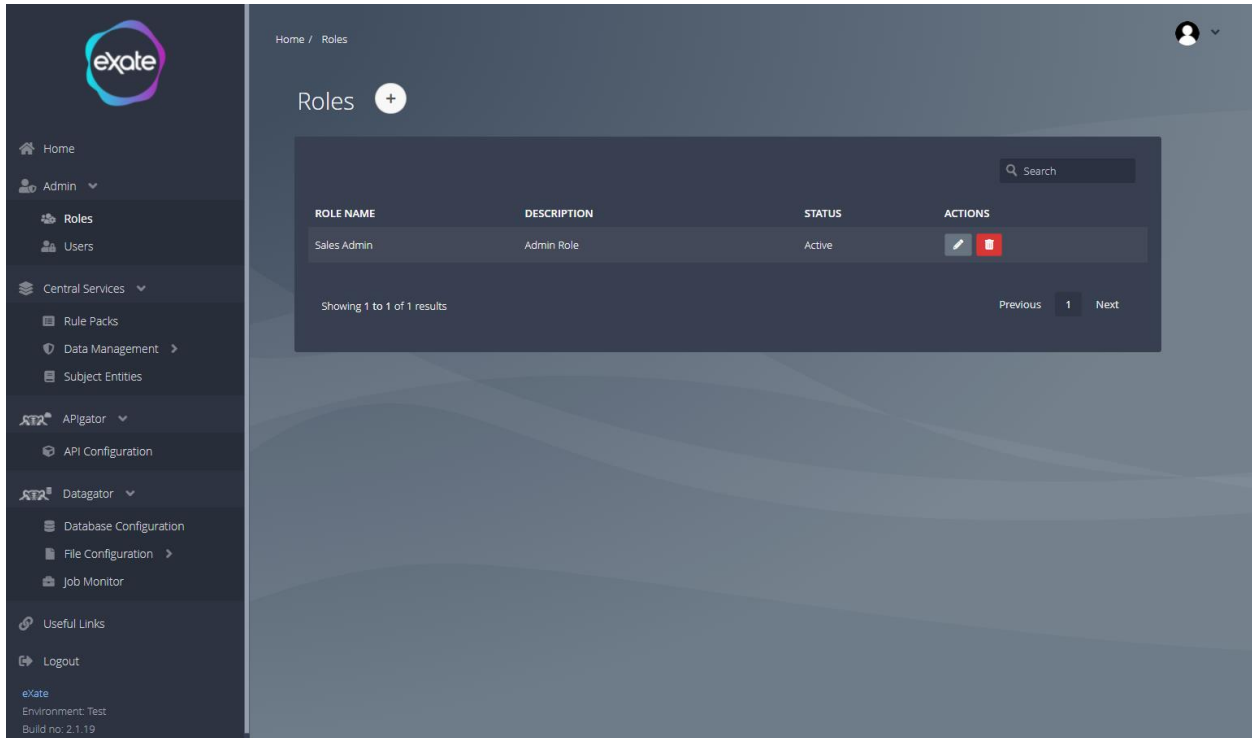 eXate
Home / Roles
Roles +
Home
Admin
Roles
Users
Central Services
Rule Packs
Data Management
Subject Entities
APIgator
API Configuration
Datagator
Database Configuration
File Configuration
Job Monitor
Useful Links
Logout
eXate
Environment: Test
Build no: 2.1.19
Search
ROLE NAME DESCRIPTION STATUS ACTIONS
Sales Admin Admin Role Active
Showing 1 to 1 of 1 results
Previous 1 Next